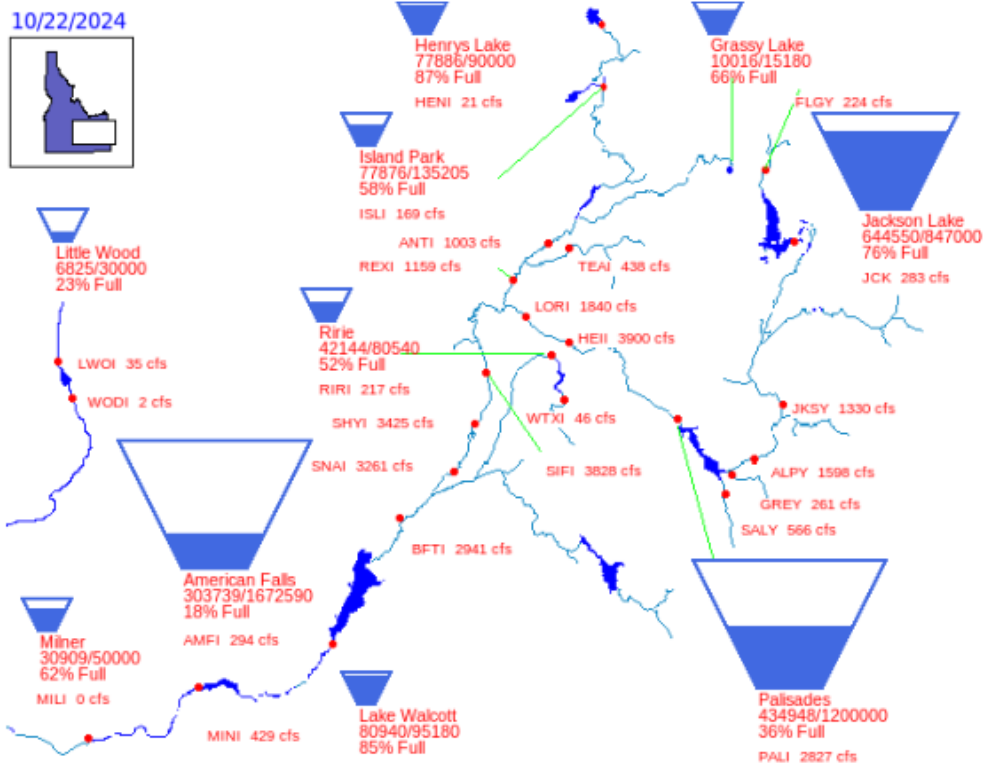 10/22/2024
Henrys Lake
77886/90000
87% Full
HENI 21 cfs
Grassy Lake
10016/15180
66% Full
FLGY 224 cfs
Island Park
77876/135205
58% Full
ISLI 169 cfs
Jackson Lake
644550/847000
76% Full
JCK 283 cfs
Little Wood
6825/30000
23% Full
ANTI 1003 cfs
REXI 1159 cfs
TEAI 438 cfs
LORI 1840 cfs
HEII 3900 cfs
Ririe
42144/80540
52% Full
RIRI 217 cfs
LWOI 35 cfs
WODI 2 cfs
SHYI 3425 cfs
WTXI 46 cfs
JKSY 1330 cfs
SNAI 3261 cfs
SIFI 3828 cfs
ALPY 1598 cfs
GREY 261 cfs
SALY 566 cfs
BFTI 2941 cfs
American Falls
303739/1672590
18% Full
AMFI 294 cfs
Milner
30909/50000
62% Full
MILI 0 cfs
MINI 429 cfs
Lake Walcott
80940/95180
85% Full
Palisades
434948/1200000
36% Full
PALI 2827 cfs